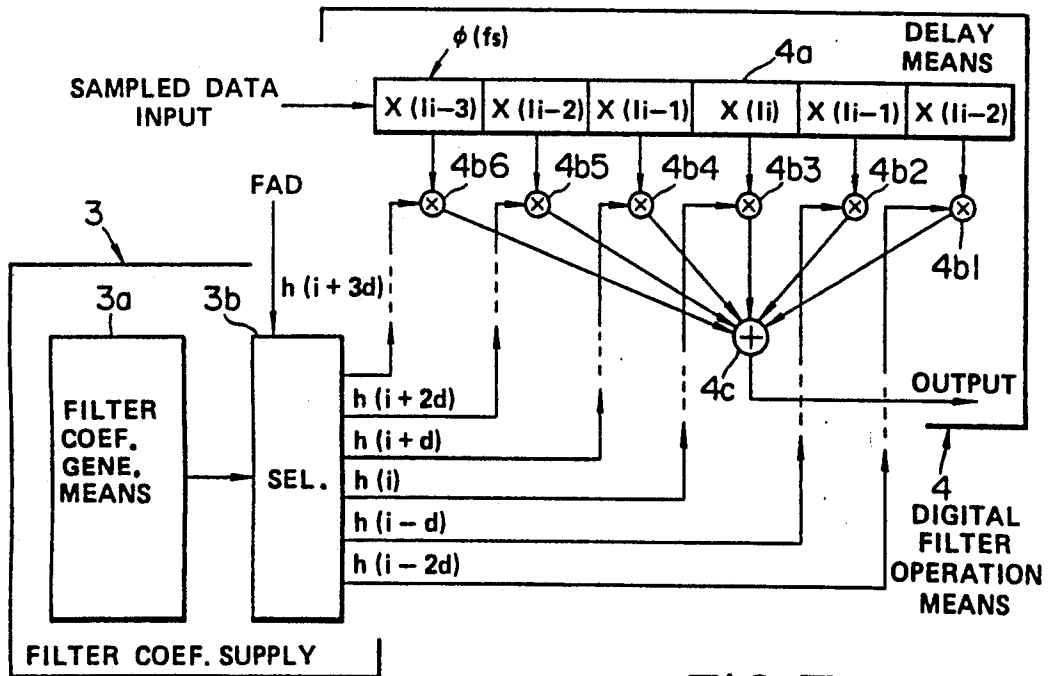 DELAY
MEANS
φ (fs)
4a
SAMPLED DATA
INPUT
X (Ii−3) X (Ii−2) X (Ii−1) X (Ii) X (Ii−1) X (Ii−2)
4b6 4b5 4b4 4b3 4b2
4b1
FAD
3
3a
3b
h (i + 3d)
h (i + 2d)
h (i + d)
h (i)
h (i − d)
h (i − 2d)
4c
OUTPUT
FILTER
COEF.
GENE.
MEANS
SEL.
4
DIGITAL
FILTER
OPERATION
MEANS
FILTER COEF. SUPPLY